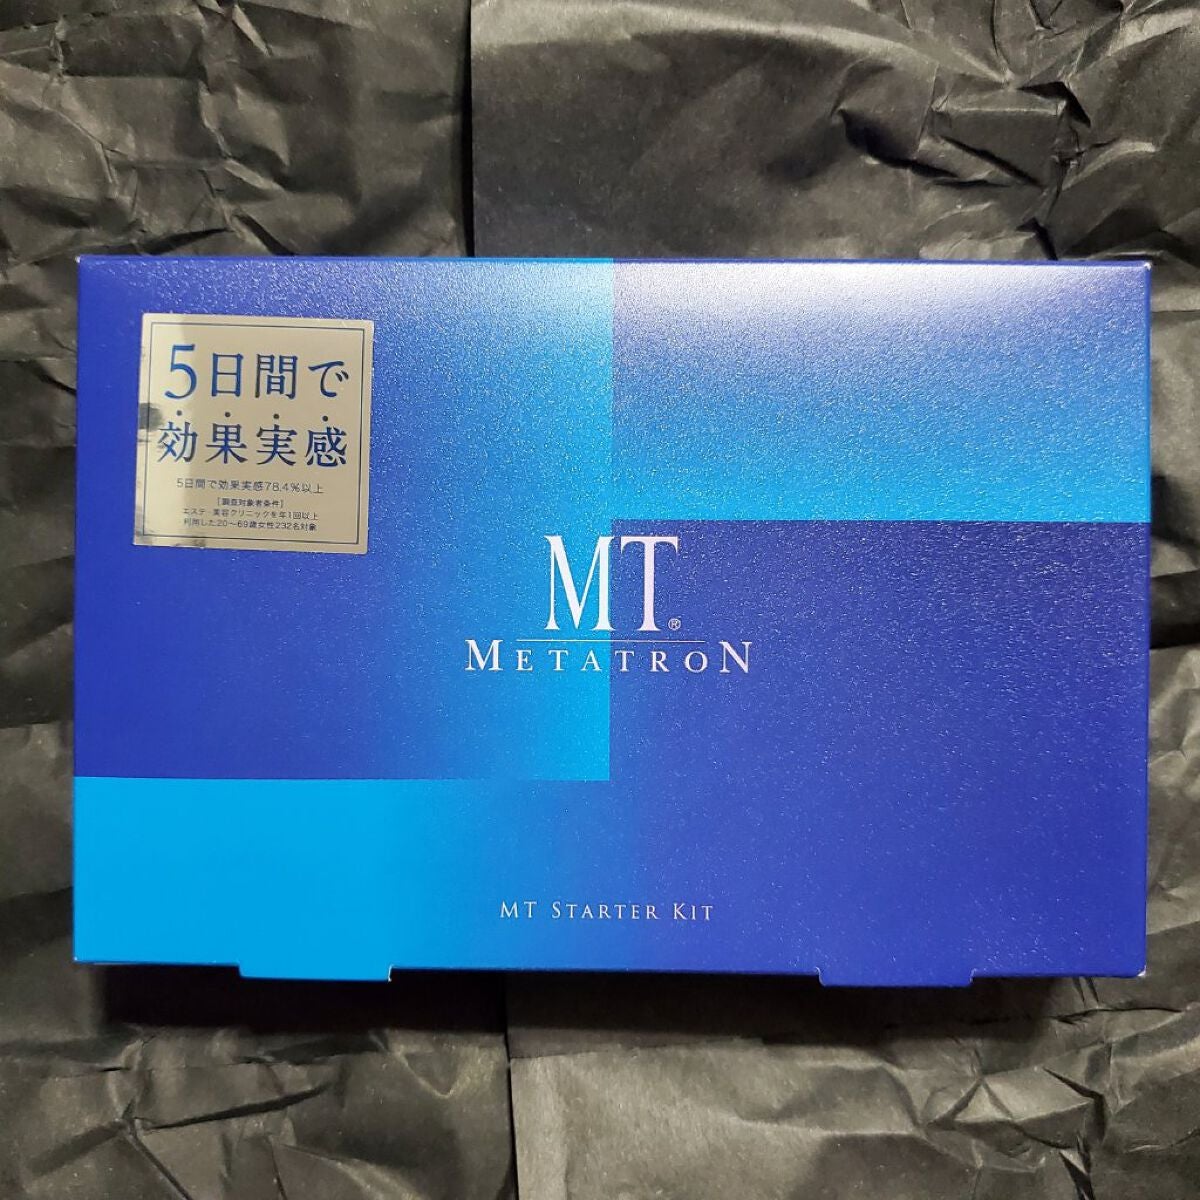 5日間で
効果実感
5日間で効果実感78.4%以上
[調査対象者条件]
エステ・美容クリニックを年1回以上
利用した20〜69歳女性232名対象
MT®
METATRON
MT STARTER KIT